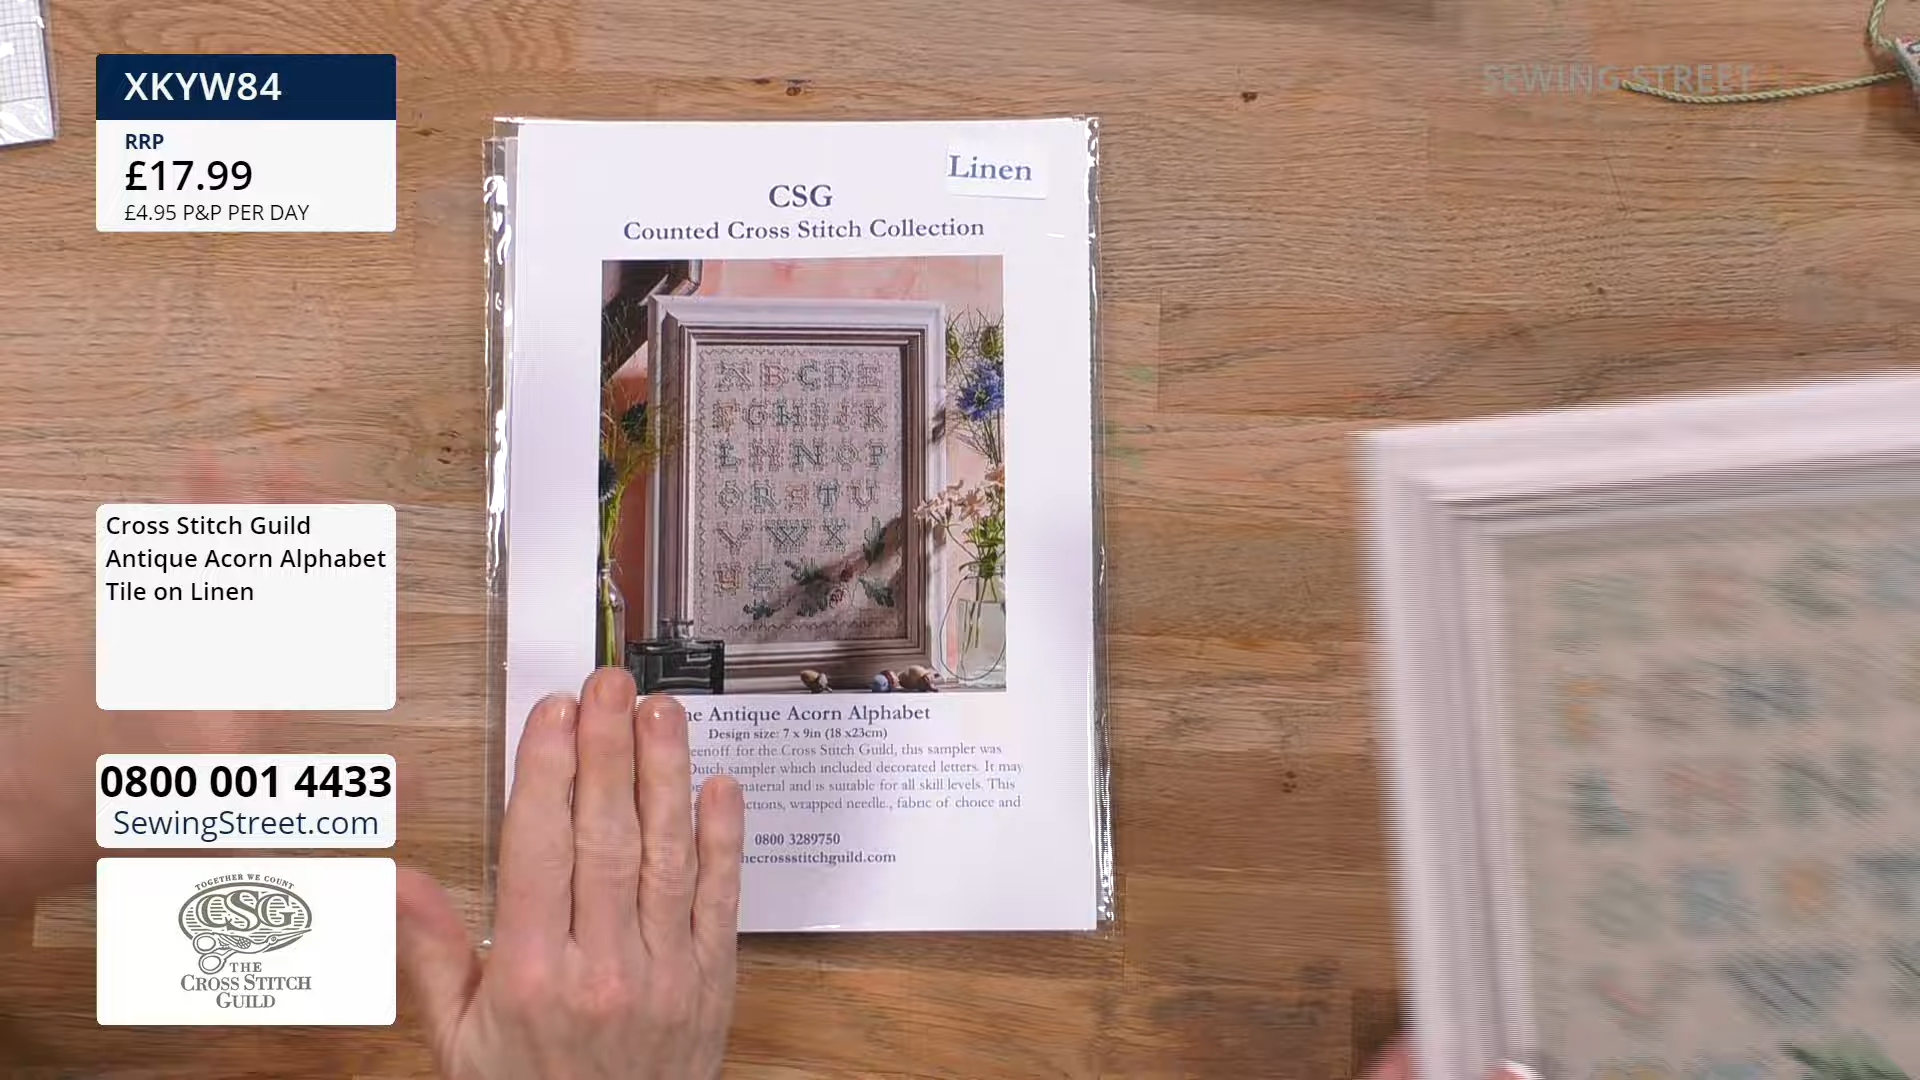 XKYW84
RRP
£17.99
£4.95 P&P PER DAY
SEWING STREET
Linen
CSG
Counted Cross Stitch Collection
A B C D E
F G H I J K
L M N O P
Q R S T U
V W X
Y Z
Antique Acorn Alphabet
Design size: 7 x 9in (18 x23cm)
for the Cross Stitch Guild, this sampler was
Dutch sampler which included decorated letters. It may
material and is suitable for all skill levels. This
wrapped needle., fabric of choice and
0800 3289750
hecrossstitchguild.com
Cross Stitch Guild
Antique Acorn Alphabet
Tile on Linen
0800 001 4433
SewingStreet.com
TOGETHER WE COUNT
CSG
THE
CROSS STITCH
GUILD